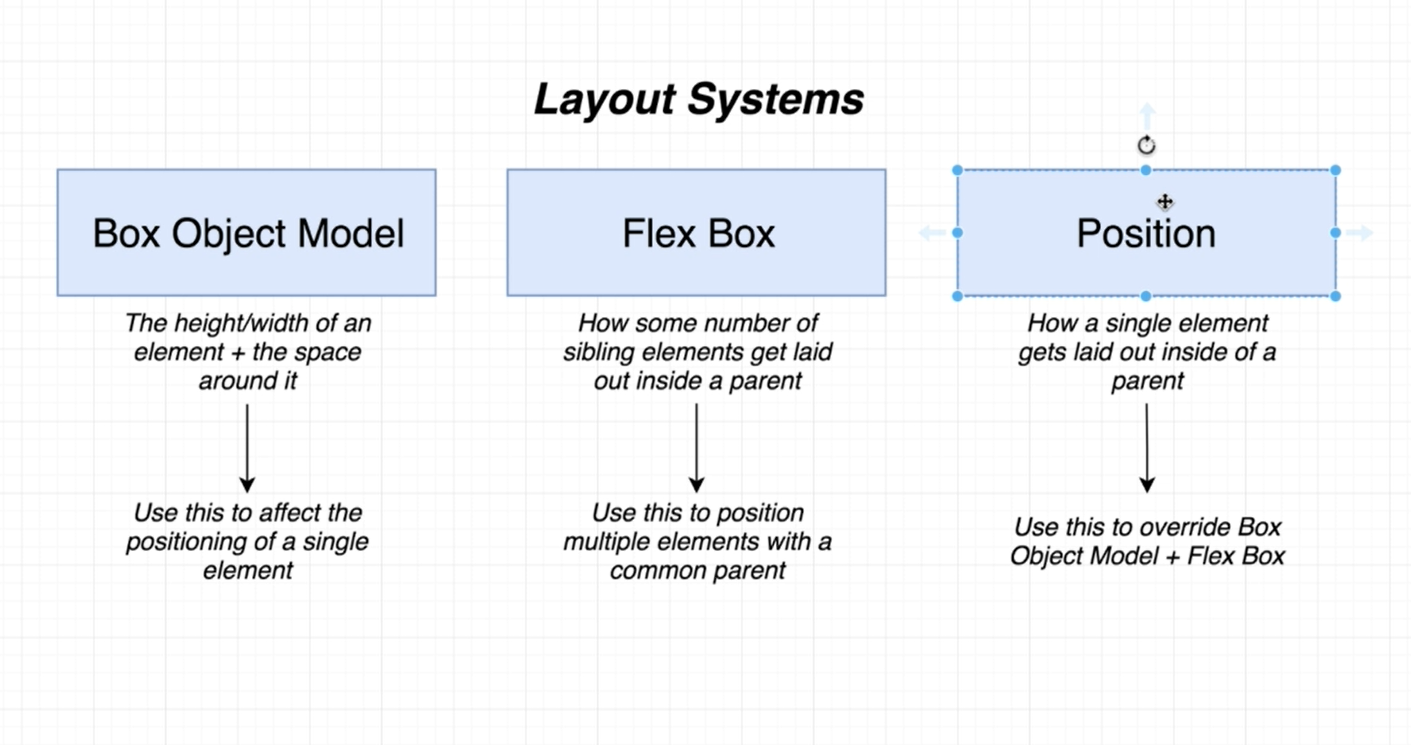 Layout Systems
Box Object Model
The height/width of an
element + the space
around it
Use this to affect the
positioning of a single
element
Flex Box
How some number of
sibling elements get laid
out inside a parent
Use this to position
multiple elements with a
common parent
Position
How a single element
gets laid out inside of a
parent
Use this to override Box
Object Model + Flex Box